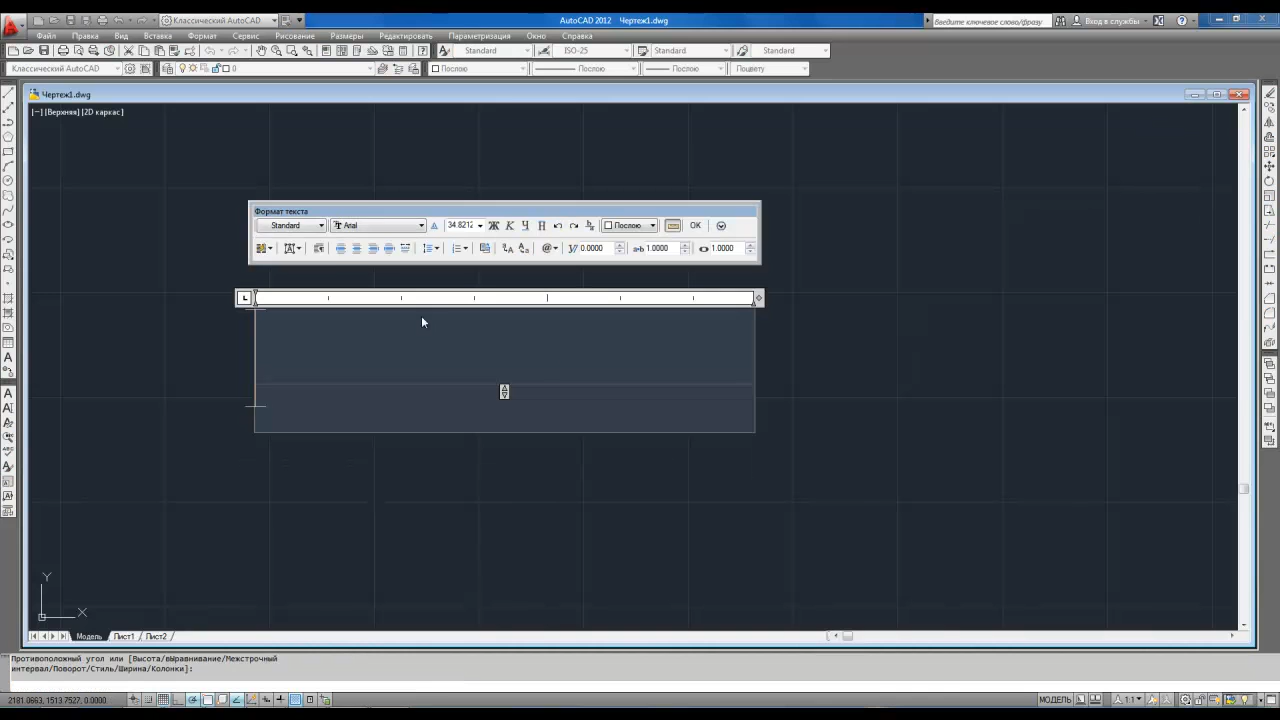 Классический AutoCAD
AutoCAD 2012 Чертеж1.dwg
Введите ключевое слово/фразу
Вход в службы
Файл Правка Вид Вставка Формат Сервис Рисование Размеры Редактировать Параметризация Окно Справка
Standard ISO-25 Standard Standard
Классический AutoCAD 0 Послою Послою Послою Поцвету
Чертеж1.dwg
[−][Верхняя][2D каркас]
Формат текста
Standard Arial 34.8212 Ж К Ч Послою OK
0.0000 1.0000 1.0000
L
Y
X
Модель Лист1 Лист2
Противоположный угол или [Высота/вЫравнивание/Межстрочный
интервал/Поворот/Стиль/Ширина/Колонки]:
2181.0663, 1513.7527, 0.0000 МОДЕЛЬ 1:1